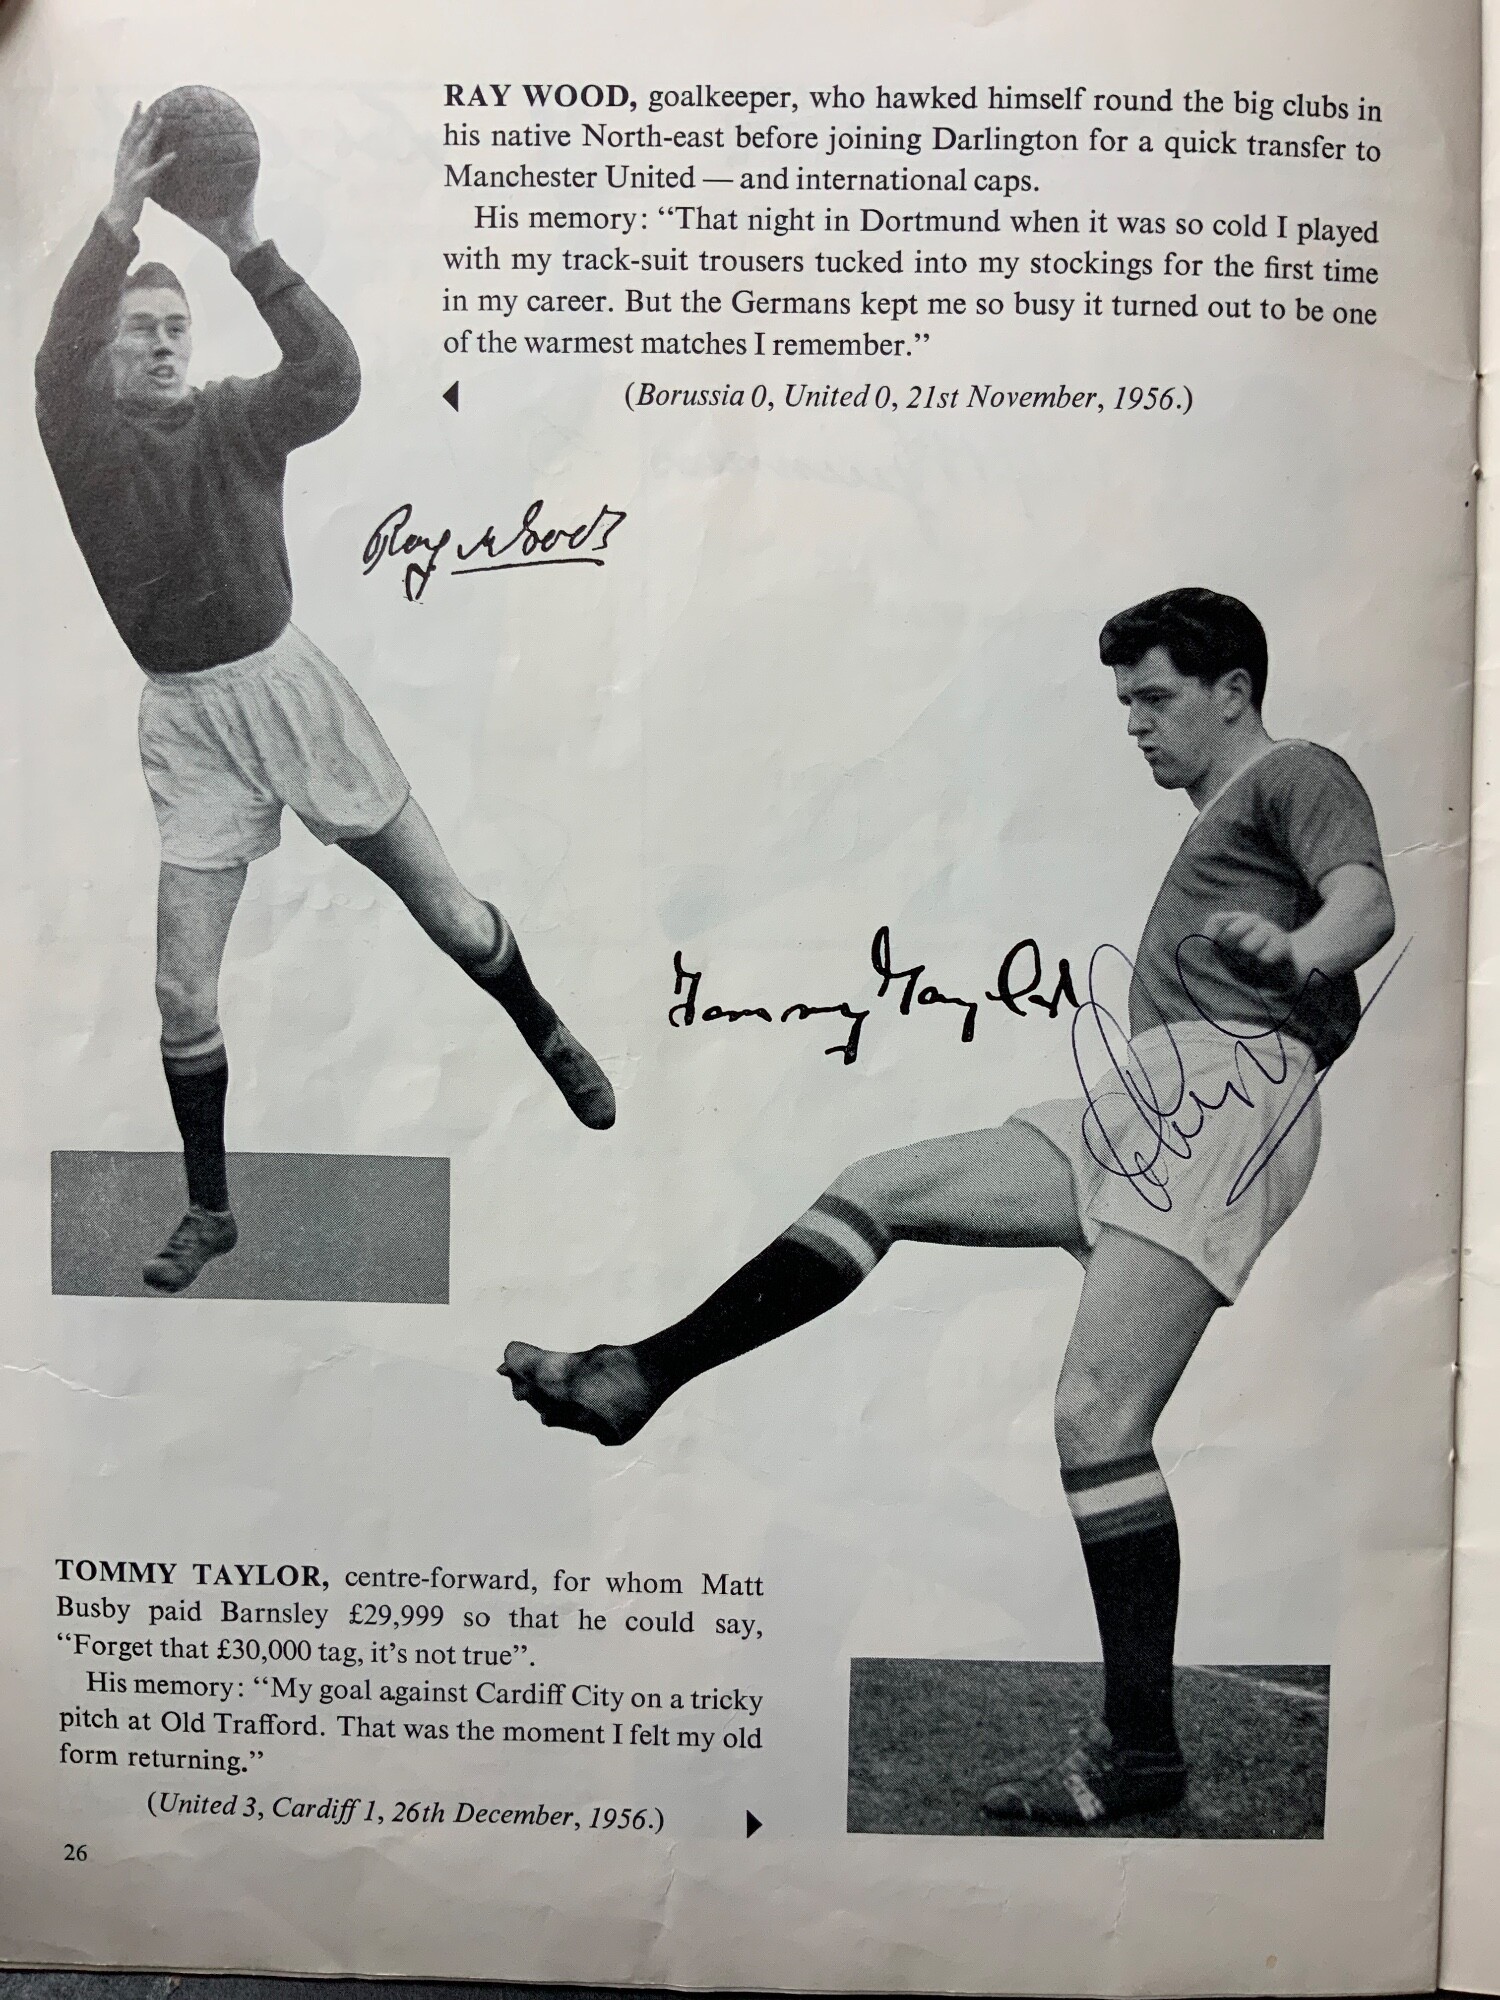 RAY WOOD, goalkeeper, who hawked himself round the big clubs in
his native North-east before joining Darlington for a quick transfer to
Manchester United — and international caps.
His memory: “That night in Dortmund when it was so cold I played
with my track-suit trousers tucked into my stockings for the first time
in my career. But the Germans kept me so busy it turned out to be one
of the warmest matches I remember.”
(Borussia 0, United 0, 21st November, 1956.)
Ray Wood
Tommy Taylor
TOMMY TAYLOR, centre-forward, for whom Matt
Busby paid Barnsley £29,999 so that he could say,
“Forget that £30,000 tag, it’s not true”.
His memory: “My goal against Cardiff City on a tricky
pitch at Old Trafford. That was the moment I felt my old
form returning.”
(United 3, Cardiff 1, 26th December, 1956.)
26